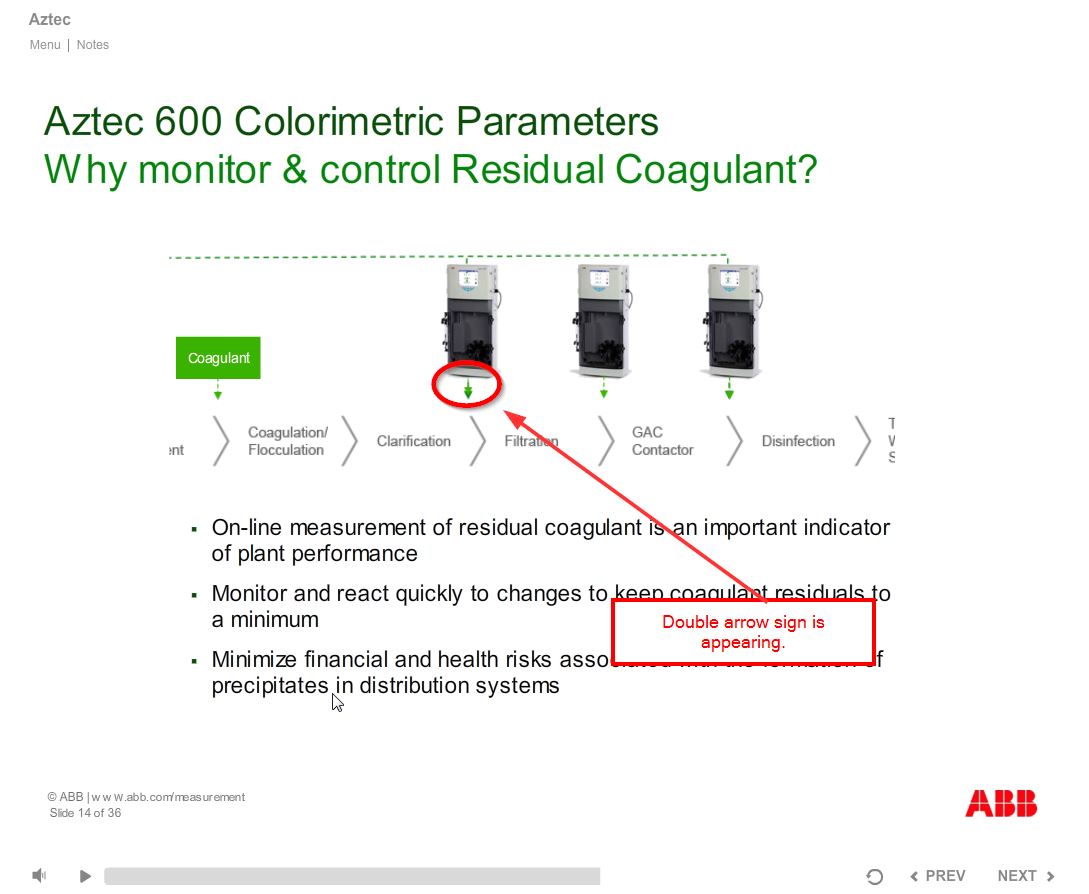 Aztec
Menu | Notes
Aztec 600 Colorimetric Parameters
Why monitor & control Residual Coagulant?
Coagulant
ent
Coagulation/
Flocculation
Clarification
Filtration
GAC
Contactor
Disinfection
▪ On-line measurement of residual coagulant is an important indicator
of plant performance
▪ Monitor and react quickly to changes to keep coagulant residuals to
a minimum
Double arrow sign is
appearing.
▪ Minimize financial and health risks associated with the formation of
precipitates in distribution systems
© ABB | www.abb.com/measurement
Slide 14 of 36
ABB
PREV
NEXT